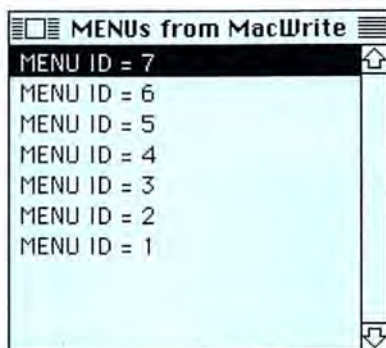 MENUs from MacWrite
MENU ID = 7
MENU ID = 6
MENU ID = 5
MENU ID = 4
MENU ID = 3
MENU ID = 2
MENU ID = 1